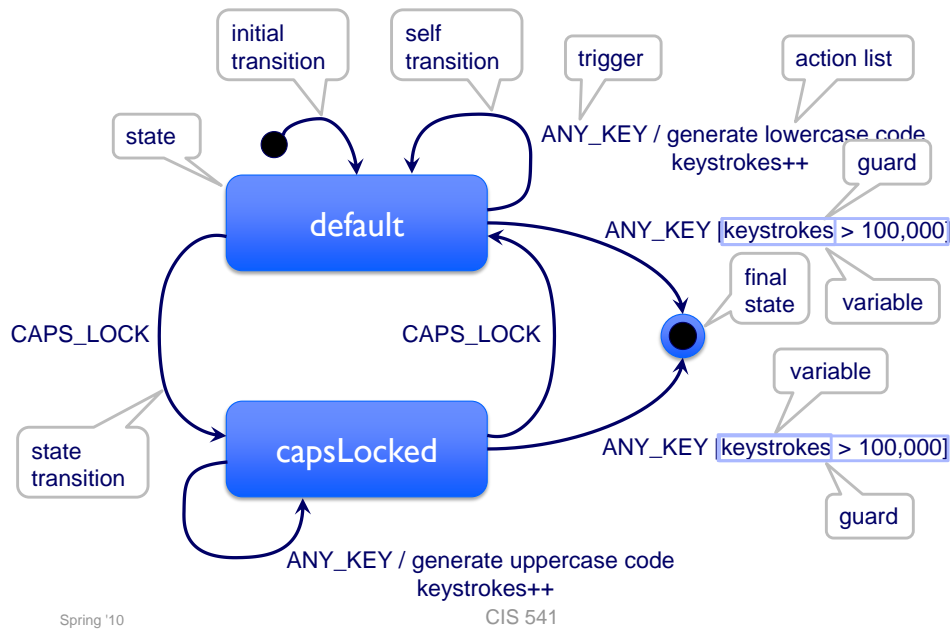 initial
transition
self
transition
trigger
action list
state
ANY_KEY / generate lowercase code
keystrokes++
guard
default
ANY_KEY [keystrokes > 100,000]
final
state
variable
CAPS_LOCK
CAPS_LOCK
variable
state
transition
capsLocked
ANY_KEY [keystrokes > 100,000]
guard
ANY_KEY / generate uppercase code
keystrokes++
Spring '10
CIS 541